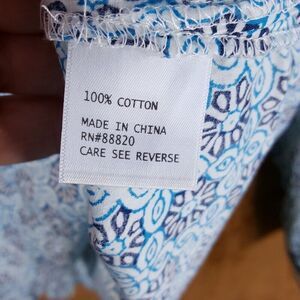 100% COTTON
MADE IN CHINA
RN#88820
CARE SEE REVERSE